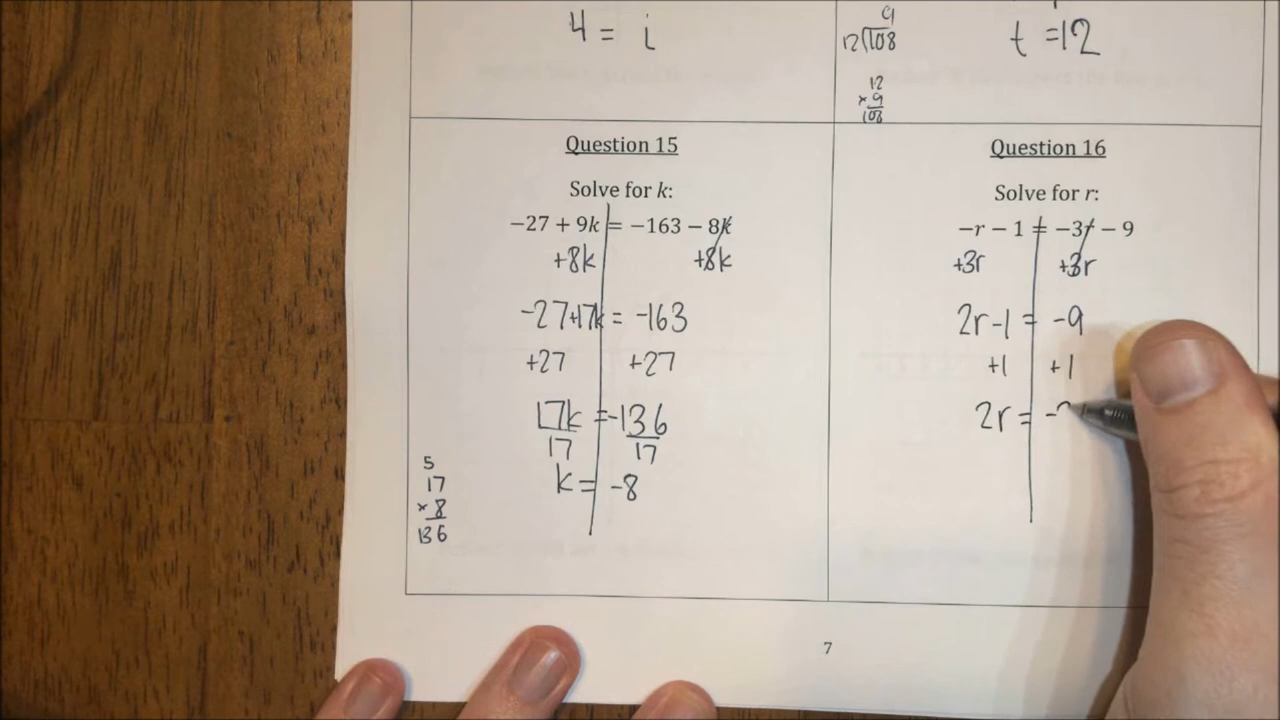 4 = i
9
12)108
12
× 9
108
t = 12
Question 15
Solve for k:
−27 + 9k = −163 − 8k
+8k +8k
-27+17k = -163
+27 +27
17k = -136
17 17
k = -8
5
17
× 8
136
Question 16
Solve for r:
−r − 1 = −3r − 9
+3r +3r
2r -1 = -9
+1 +1
2r = -
7